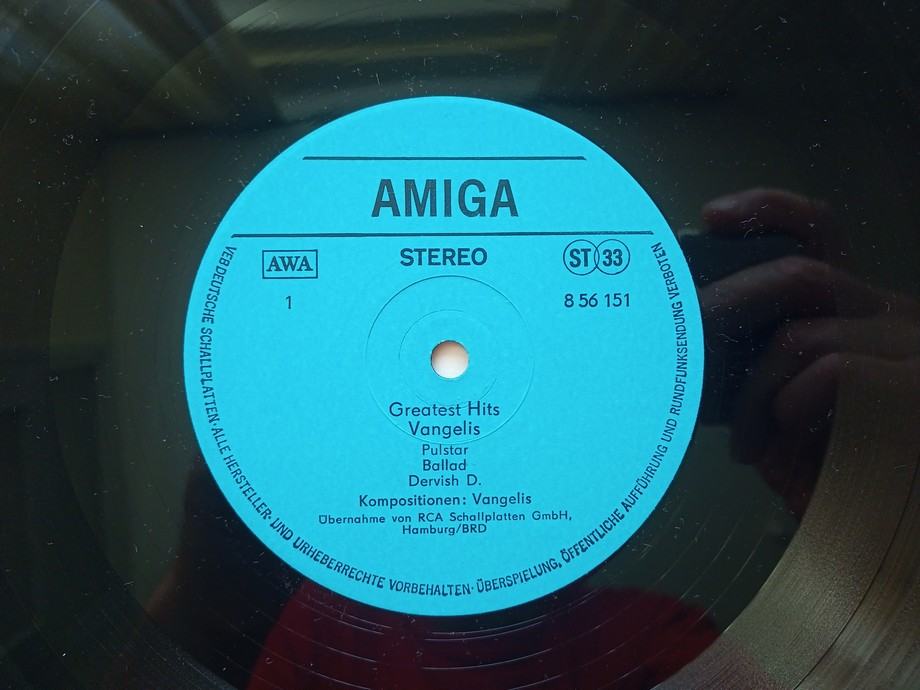 AMIGA
STEREO
AWA
ST 33
1
8 56 151
Greatest Hits
Vangelis
Pulstar
Ballad
Dervish D.
Kompositionen: Vangelis
Übernahme von RCA Schallplatten GmbH,
Hamburg/BRD
VEB DEUTSCHE SCHALLPLATTEN · ALLE HERSTELLER- UND URHEBERRECHTE VORBEHALTEN · ÜBERSPIELUNG, ÖFFENTLICHE AUFFÜHRUNG UND RUNDFUNKSENDUNG VERBOTEN